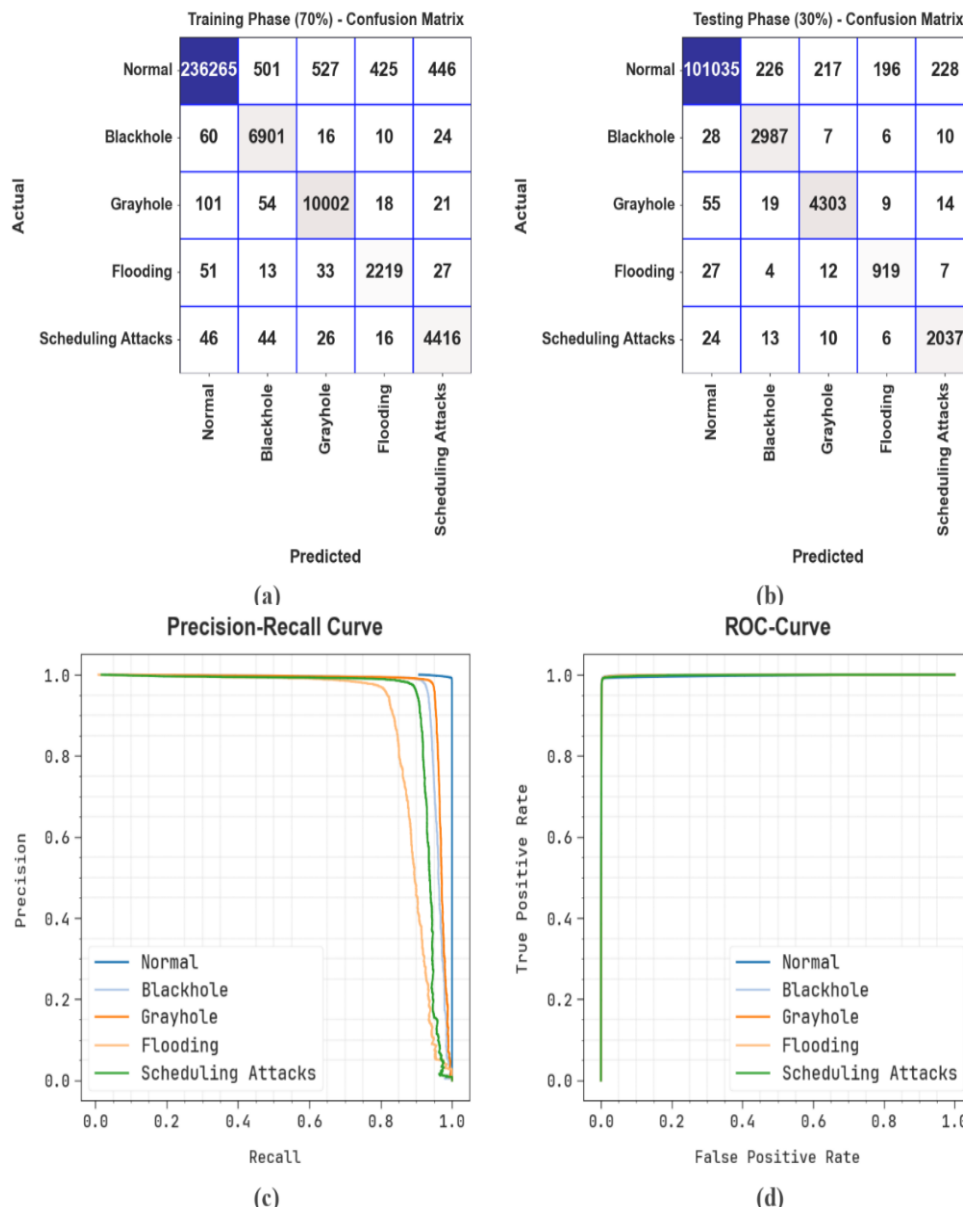 Training Phase (70%) - Confusion Matrix
Normal 236265 501 527 425 446
Blackhole 60 6901 16 10 24
Grayhole 101 54 10002 18 21
Flooding 51 13 33 2219 27
Scheduling Attacks 46 44 26 16 4416
Actual
Normal
Blackhole
Grayhole
Flooding
Scheduling Attacks
Predicted
(a)
Testing Phase (30%) - Confusion Matrix
Normal 101035 226 217 196 228
Blackhole 28 2987 7 6 10
Grayhole 55 19 4303 9 14
Flooding 27 4 12 919 7
Scheduling Attacks 24 13 10 6 2037
Actual
Normal
Blackhole
Grayhole
Flooding
Scheduling Attacks
Predicted
(b)
Precision-Recall Curve
1.0
0.8
0.6
0.4
0.2
0.0
Precision
Normal
Blackhole
Grayhole
Flooding
Scheduling Attacks
0.0 0.2 0.4 0.6 0.8 1.0
Recall
(c)
ROC-Curve
1.0
0.8
0.6
0.4
0.2
0.0
True Positive Rate
Normal
Blackhole
Grayhole
Flooding
Scheduling Attacks
0.0 0.2 0.4 0.6 0.8 1.0
False Positive Rate
(d)